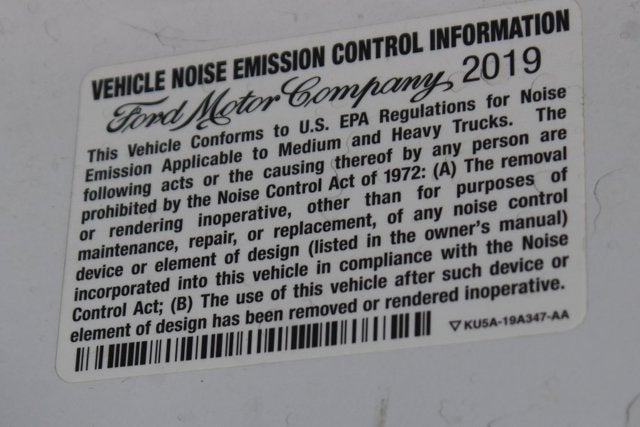 VEHICLE NOISE EMISSION CONTROL INFORMATION
Ford Motor Company 2019
This Vehicle Conforms to U.S. EPA Regulations for Noise
Emission Applicable to Medium and Heavy Trucks. The
following acts or the causing thereof by any person are
prohibited by the Noise Control Act of 1972: (A) The removal
or rendering inoperative, other than for purposes of
maintenance, repair, or replacement, of any noise control
device or element of design (listed in the owner's manual)
incorporated into this vehicle in compliance with the Noise
Control Act; (B) The use of this vehicle after such device or
element of design has been removed or rendered inoperative.
▽ KU5A-19A347-AA